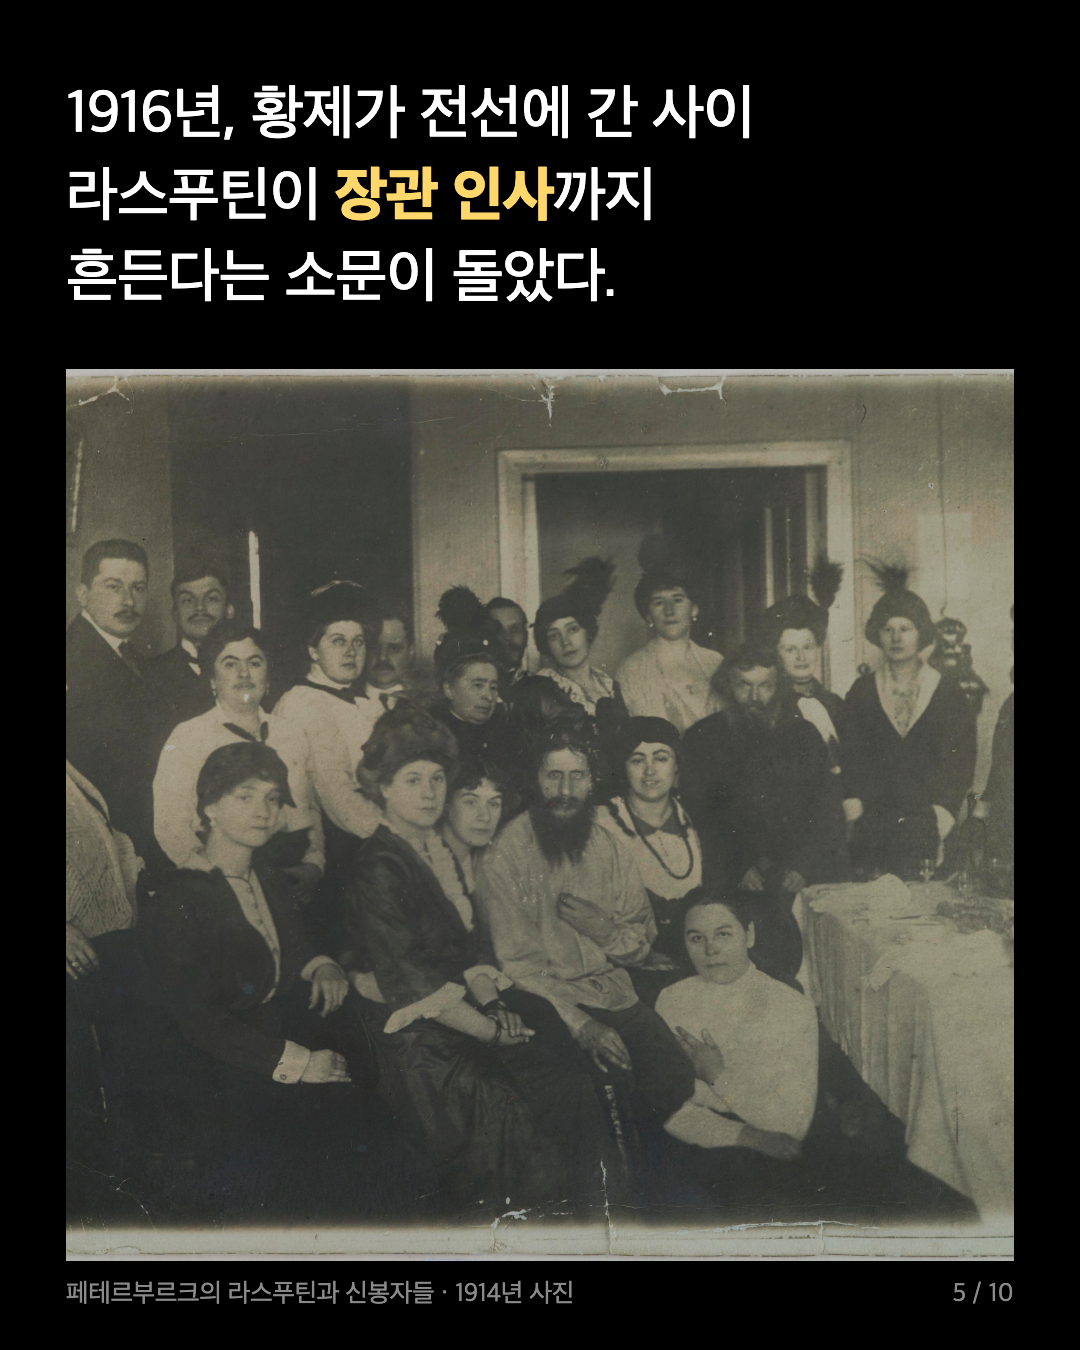 1916년, 황제가 전선에 간 사이
라스푸틴이 장관 인사까지
흔든다는 소문이 돌았다.
페테르부르크의 라스푸틴과 신봉자들 · 1914년 사진
5 / 10